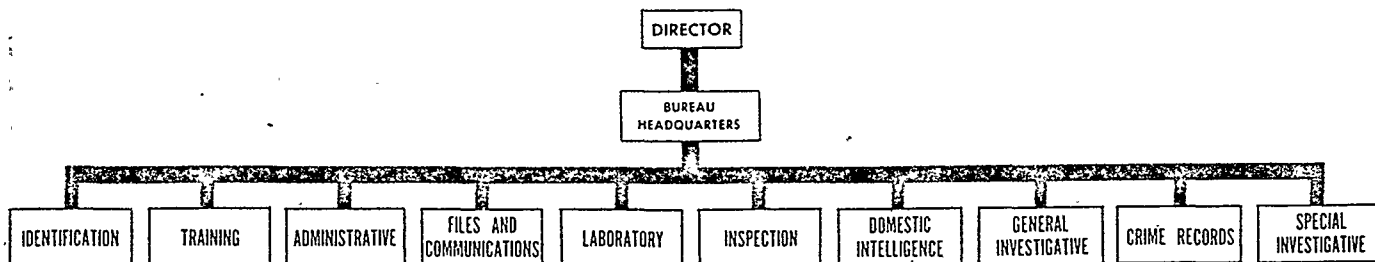 DIRECTOR
BUREAU
HEADQUARTERS
IDENTIFICATION
TRAINING
ADMINISTRATIVE
FILES AND
COMMUNICATIONS
LABORATORY
INSPECTION
DOMESTIC
INTELLIGENCE
GENERAL
INVESTIGATIVE
CRIME RECORDS
SPECIAL
INVESTIGATIVE